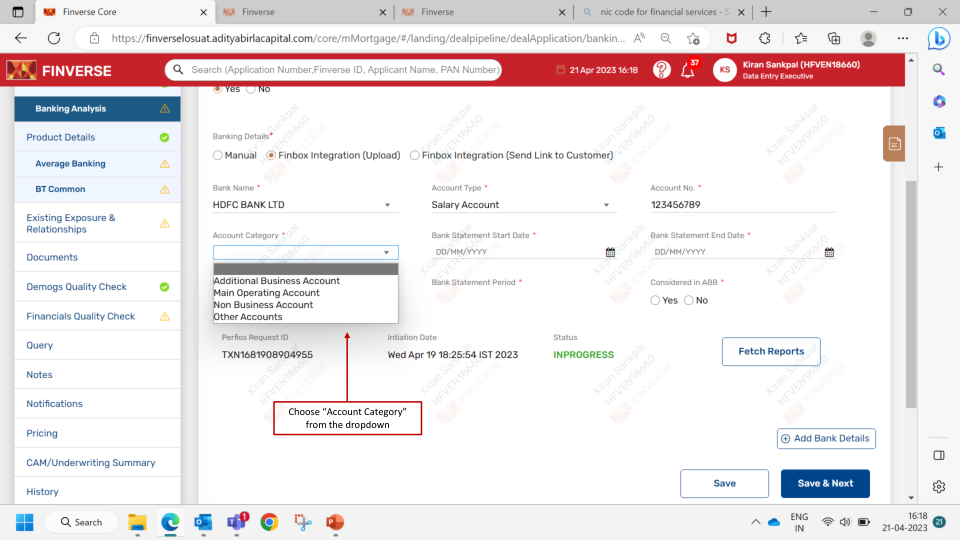 Finverse Core
Finverse
Finverse
nic code for financial services - S
https://finverselosuat.adityabirlacapital.com/core/mMortgage/#/landing/dealpipeline/dealApplication/bankin...
FINVERSE
Search (Application Number,Finverse ID, Applicant Name, PAN Number)
21 Apr 2023 16:18
37
KS
Kiran Sankpal (HFVEN18660)
Data Entry Executive
Yes No
Banking Analysis
Product Details
Average Banking
BT Common
Existing Exposure &
Relationships
Documents
Demogs Quality Check
Financials Quality Check
Query
Notes
Notifications
Pricing
CAM/Underwriting Summary
History
Banking Details*
Manual Finbox Integration (Upload) Finbox Integration (Send Link to Customer)
Bank Name * Account Type * Account No. *
HDFC BANK LTD Salary Account 123456789
Account Category * Bank Statement Start Date * Bank Statement End Date *
DD/MM/YYYY DD/MM/YYYY
Additional Business Account
Main Operating Account
Non Business Account
Other Accounts
Bank Statement Period * Considered in ABB *
Yes No
Perfios Request ID Intiation Date Status
TXN1681908904955 Wed Apr 19 18:25:54 IST 2023 INPROGRESS
Fetch Reports
Choose “Account Category”
from the dropdown
Add Bank Details
Save Save & Next
Kiran Sankpal
HFVEN18660
FINVERSE
Search
1
ENG
IN
16:18
21-04-2023
21